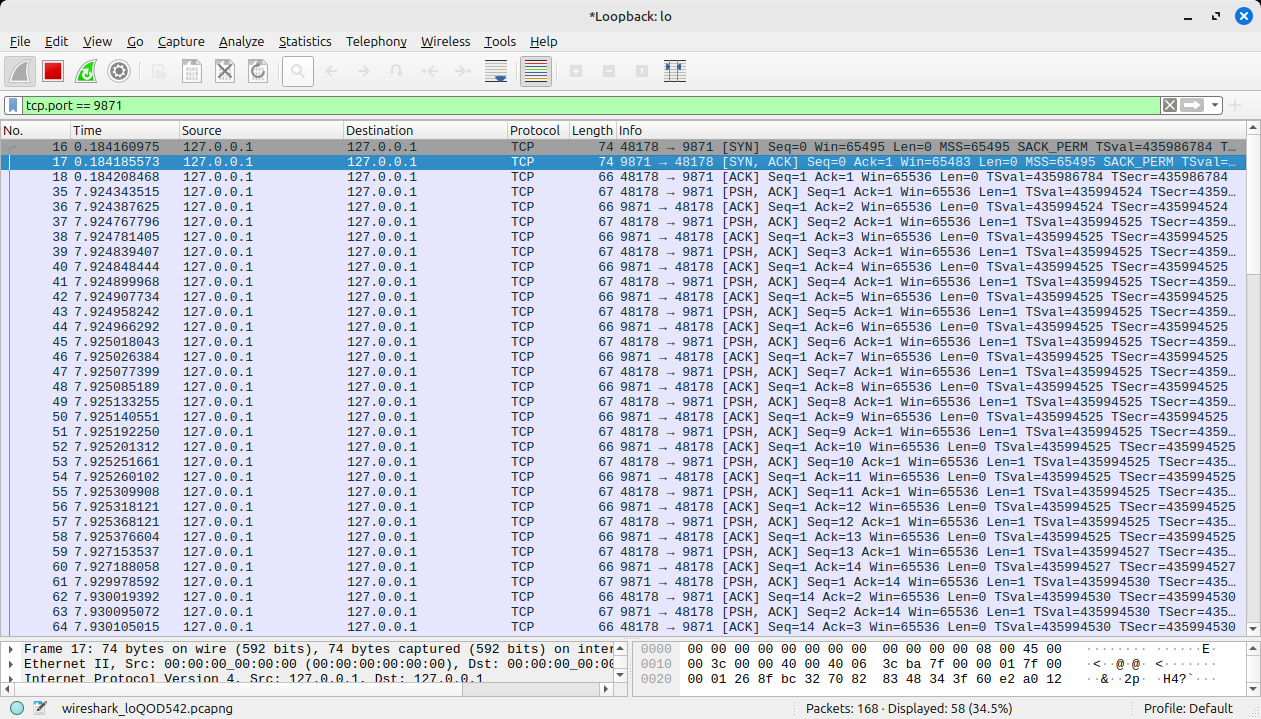 *Loopback: lo
File Edit View Go Capture Analyze Statistics Telephony Wireless Tools Help
tcp.port == 9871
No. Time Source Destination Protocol Length Info
16 0.184160975 127.0.0.1 127.0.0.1 TCP 74 48178 → 9871 [SYN] Seq=0 Win=65495 Len=0 MSS=65495 SACK_PERM TSval=435986784 T…
17 0.184185573 127.0.0.1 127.0.0.1 TCP 74 9871 → 48178 [SYN, ACK] Seq=0 Ack=1 Win=65483 Len=0 MSS=65495 SACK_PERM TSval=…
18 0.184208468 127.0.0.1 127.0.0.1 TCP 66 48178 → 9871 [ACK] Seq=1 Ack=1 Win=65536 Len=0 TSval=435986784 TSecr=435986784
35 7.924343515 127.0.0.1 127.0.0.1 TCP 67 48178 → 9871 [PSH, ACK] Seq=1 Ack=1 Win=65536 Len=1 TSval=435994524 TSecr=4359…
36 7.924387625 127.0.0.1 127.0.0.1 TCP 66 9871 → 48178 [ACK] Seq=1 Ack=2 Win=65536 Len=0 TSval=435994524 TSecr=435994524
37 7.924767796 127.0.0.1 127.0.0.1 TCP 67 48178 → 9871 [PSH, ACK] Seq=2 Ack=1 Win=65536 Len=1 TSval=435994525 TSecr=4359…
38 7.924781405 127.0.0.1 127.0.0.1 TCP 66 9871 → 48178 [ACK] Seq=1 Ack=3 Win=65536 Len=0 TSval=435994525 TSecr=435994525
39 7.924839407 127.0.0.1 127.0.0.1 TCP 67 48178 → 9871 [PSH, ACK] Seq=3 Ack=1 Win=65536 Len=1 TSval=435994525 TSecr=4359…
40 7.924848444 127.0.0.1 127.0.0.1 TCP 66 9871 → 48178 [ACK] Seq=1 Ack=4 Win=65536 Len=0 TSval=435994525 TSecr=435994525
41 7.924899968 127.0.0.1 127.0.0.1 TCP 67 48178 → 9871 [PSH, ACK] Seq=4 Ack=1 Win=65536 Len=1 TSval=435994525 TSecr=4359…
42 7.924907734 127.0.0.1 127.0.0.1 TCP 66 9871 → 48178 [ACK] Seq=1 Ack=5 Win=65536 Len=0 TSval=435994525 TSecr=435994525
43 7.924958242 127.0.0.1 127.0.0.1 TCP 67 48178 → 9871 [PSH, ACK] Seq=5 Ack=1 Win=65536 Len=1 TSval=435994525 TSecr=4359…
44 7.924966292 127.0.0.1 127.0.0.1 TCP 66 9871 → 48178 [ACK] Seq=1 Ack=6 Win=65536 Len=0 TSval=435994525 TSecr=435994525
45 7.925018043 127.0.0.1 127.0.0.1 TCP 67 48178 → 9871 [PSH, ACK] Seq=6 Ack=1 Win=65536 Len=1 TSval=435994525 TSecr=4359…
46 7.925026384 127.0.0.1 127.0.0.1 TCP 66 9871 → 48178 [ACK] Seq=1 Ack=7 Win=65536 Len=0 TSval=435994525 TSecr=435994525
47 7.925077399 127.0.0.1 127.0.0.1 TCP 67 48178 → 9871 [PSH, ACK] Seq=7 Ack=1 Win=65536 Len=1 TSval=435994525 TSecr=4359…
48 7.925085189 127.0.0.1 127.0.0.1 TCP 66 9871 → 48178 [ACK] Seq=1 Ack=8 Win=65536 Len=0 TSval=435994525 TSecr=435994525
49 7.925133255 127.0.0.1 127.0.0.1 TCP 67 48178 → 9871 [PSH, ACK] Seq=8 Ack=1 Win=65536 Len=1 TSval=435994525 TSecr=4359…
50 7.925140551 127.0.0.1 127.0.0.1 TCP 66 9871 → 48178 [ACK] Seq=1 Ack=9 Win=65536 Len=0 TSval=435994525 TSecr=435994525
51 7.925192250 127.0.0.1 127.0.0.1 TCP 67 48178 → 9871 [PSH, ACK] Seq=9 Ack=1 Win=65536 Len=1 TSval=435994525 TSecr=4359…
52 7.925201312 127.0.0.1 127.0.0.1 TCP 66 9871 → 48178 [ACK] Seq=1 Ack=10 Win=65536 Len=0 TSval=435994525 TSecr=435994525
53 7.925251661 127.0.0.1 127.0.0.1 TCP 67 48178 → 9871 [PSH, ACK] Seq=10 Ack=1 Win=65536 Len=1 TSval=435994525 TSecr=435…
54 7.925260102 127.0.0.1 127.0.0.1 TCP 66 9871 → 48178 [ACK] Seq=1 Ack=11 Win=65536 Len=0 TSval=435994525 TSecr=435994525
55 7.925309908 127.0.0.1 127.0.0.1 TCP 67 48178 → 9871 [PSH, ACK] Seq=11 Ack=1 Win=65536 Len=1 TSval=435994525 TSecr=435…
56 7.925318121 127.0.0.1 127.0.0.1 TCP 66 9871 → 48178 [ACK] Seq=1 Ack=12 Win=65536 Len=0 TSval=435994525 TSecr=435994525
57 7.925368121 127.0.0.1 127.0.0.1 TCP 67 48178 → 9871 [PSH, ACK] Seq=12 Ack=1 Win=65536 Len=1 TSval=435994525 TSecr=435…
58 7.925376604 127.0.0.1 127.0.0.1 TCP 66 9871 → 48178 [ACK] Seq=1 Ack=13 Win=65536 Len=0 TSval=435994525 TSecr=435994525
59 7.927153537 127.0.0.1 127.0.0.1 TCP 67 48178 → 9871 [PSH, ACK] Seq=13 Ack=1 Win=65536 Len=1 TSval=435994527 TSecr=435…
60 7.927188058 127.0.0.1 127.0.0.1 TCP 66 9871 → 48178 [ACK] Seq=1 Ack=14 Win=65536 Len=0 TSval=435994527 TSecr=435994527
61 7.929978592 127.0.0.1 127.0.0.1 TCP 67 9871 → 48178 [PSH, ACK] Seq=1 Ack=14 Win=65536 Len=1 TSval=435994530 TSecr=435…
62 7.930019392 127.0.0.1 127.0.0.1 TCP 66 48178 → 9871 [ACK] Seq=14 Ack=2 Win=65536 Len=0 TSval=435994530 TSecr=435994530
63 7.930095072 127.0.0.1 127.0.0.1 TCP 67 9871 → 48178 [PSH, ACK] Seq=2 Ack=14 Win=65536 Len=1 TSval=435994530 TSecr=435…
64 7.930105015 127.0.0.1 127.0.0.1 TCP 66 48178 → 9871 [ACK] Seq=14 Ack=3 Win=65536 Len=0 TSval=435994530 TSecr=435994530
Frame 17: 74 bytes on wire (592 bits), 74 bytes captured (592 bits) on inter
Ethernet II, Src: 00:00:00_00:00:00 (00:00:00:00:00:00), Dst: 00:00:00_00:00
Internet Protocol Version 4, Src: 127.0.0.1, Dst: 127.0.0.1
0000 00 00 00 00 00 00 00 00 00 00 00 00 08 00 45 00 ········ ······E·
0010 00 3c 00 00 40 00 40 06 3c ba 7f 00 00 01 7f 00 ·<··@·@· <·······
0020 00 01 26 8f bc 32 70 82 83 48 34 3f 60 e2 a0 12 ··&··2p· ·H4?`···
wireshark_loQOD542.pcapng
Packets: 168 · Displayed: 58 (34.5%)
Profile: Default